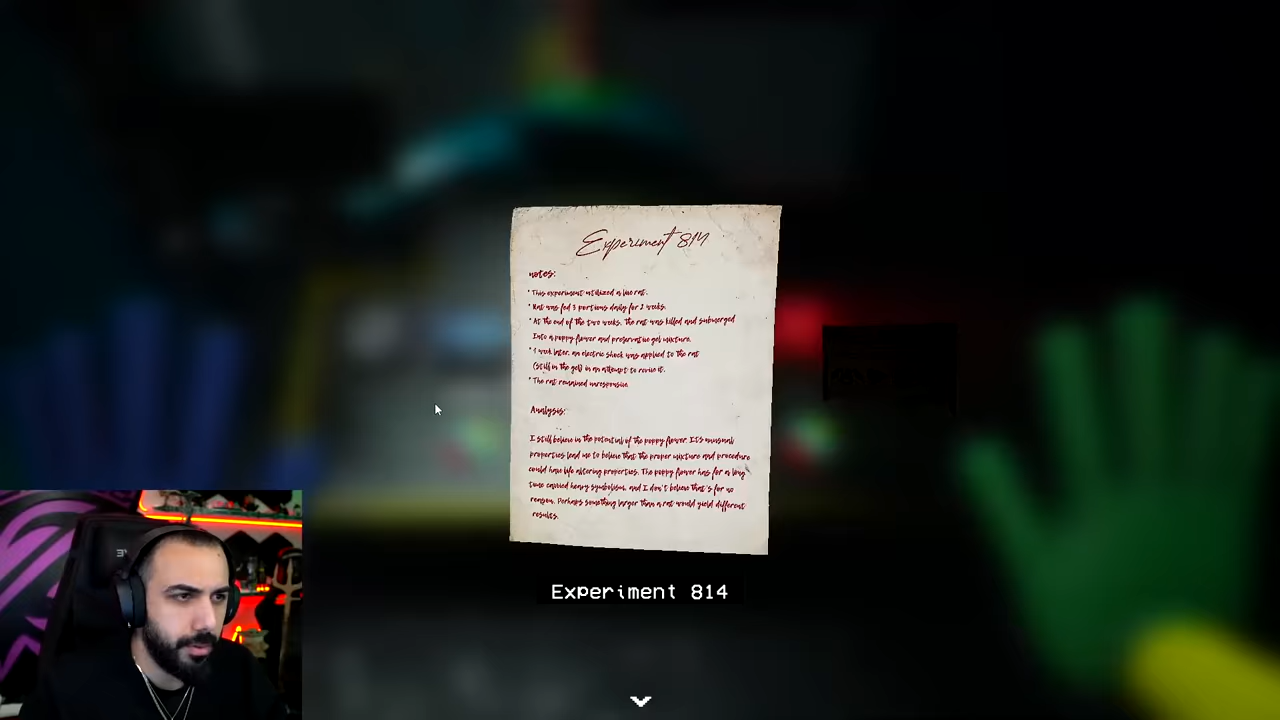 Experiment 814
notes:
* This experiment utilized a live rat.
* Rat was fed 3 portions daily for 2 weeks.
* At the end of the two weeks, the rat was killed and submerged
Into a poppy flower and preservative gel mixture.
* 1 week later, an electric shock was applied to the rat
(still in the gel) in an attempt to revive it.
* The rat remained unresponsive.
Analysis:
I still believe in the potential of the poppy flower. It's unusual
properties lead me to believe that the proper mixture and procedure
could have life altering properties. The poppy flower has for a long
time carried heavy symbolism, and I don't believe that's for no
reason. Perhaps something larger than a rat would yield different
results.
Experiment 814